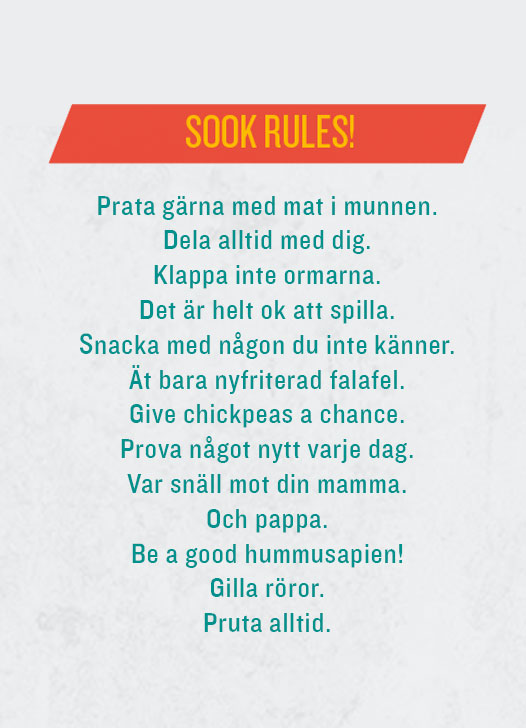 SOOK RULES!
Prata gärna med mat i munnen.
Dela alltid med dig.
Klappa inte ormarna.
Det är helt ok att spilla.
Snacka med någon du inte känner.
Ät bara nyfriterad falafel.
Give chickpeas a chance.
Prova något nytt varje dag.
Var snäll mot din mamma.
Och pappa.
Be a good hummusapien!
Gilla röror.
Pruta alltid.